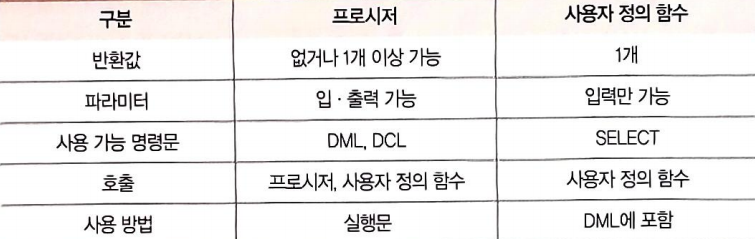 구분 프로시저 사용자 정의 함수
반환값 없거나 1개 이상 가능 1개
파라미터 입 · 출력 가능 입력만 가능
사용 가능 명령문 DML, DCL SELECT
호출 프로시저, 사용자 정의 함수 사용자 정의 함수
사용 방법 실행문 DML에 포함